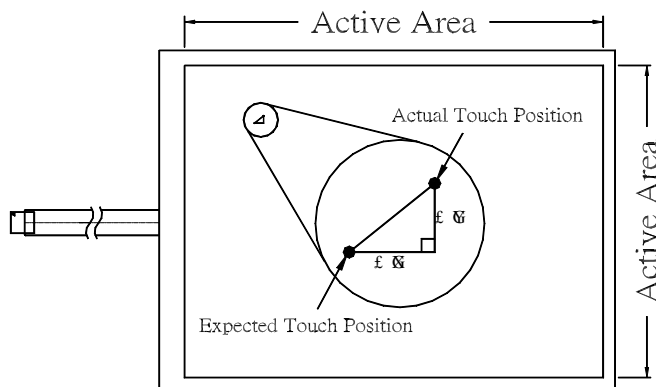 Active Area
Actual Touch Position
Active Area
Expected Touch Position